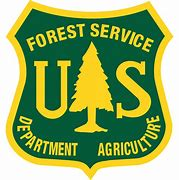 FOREST SERVICE
U S
DEPARTMENT AGRICULTURE